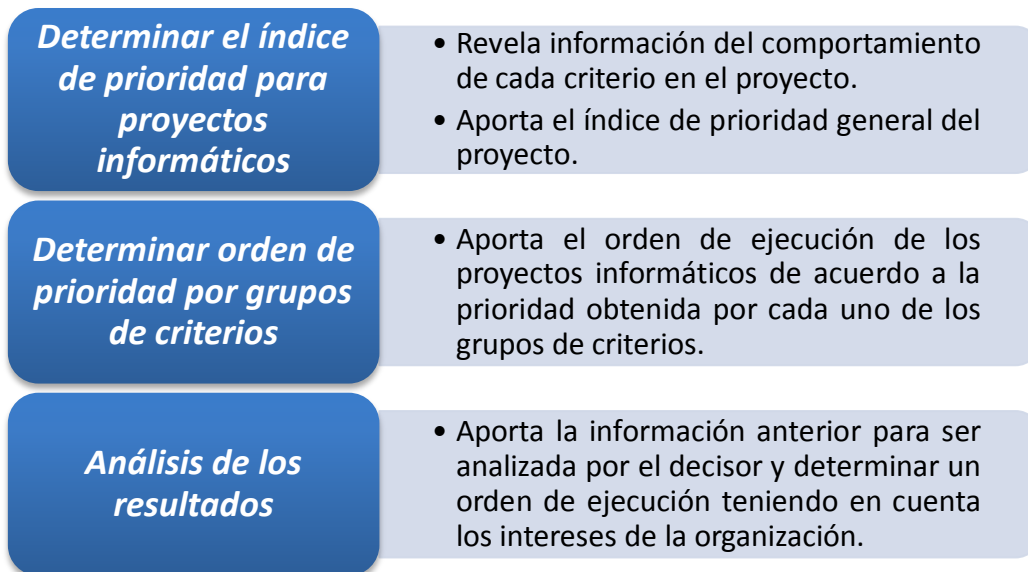 Determinar el índice
de prioridad para
proyectos
informáticos
• Revela información del comportamiento
de cada criterio en el proyecto.
• Aporta el índice de prioridad general del
proyecto.
Determinar orden de
prioridad por grupos
de criterios
• Aporta el orden de ejecución de los
proyectos informáticos de acuerdo a la
prioridad obtenida por cada uno de los
grupos de criterios.
Análisis de los
resultados
• Aporta la información anterior para ser
analizada por el decisor y determinar un
orden de ejecución teniendo en cuenta
los intereses de la organización.